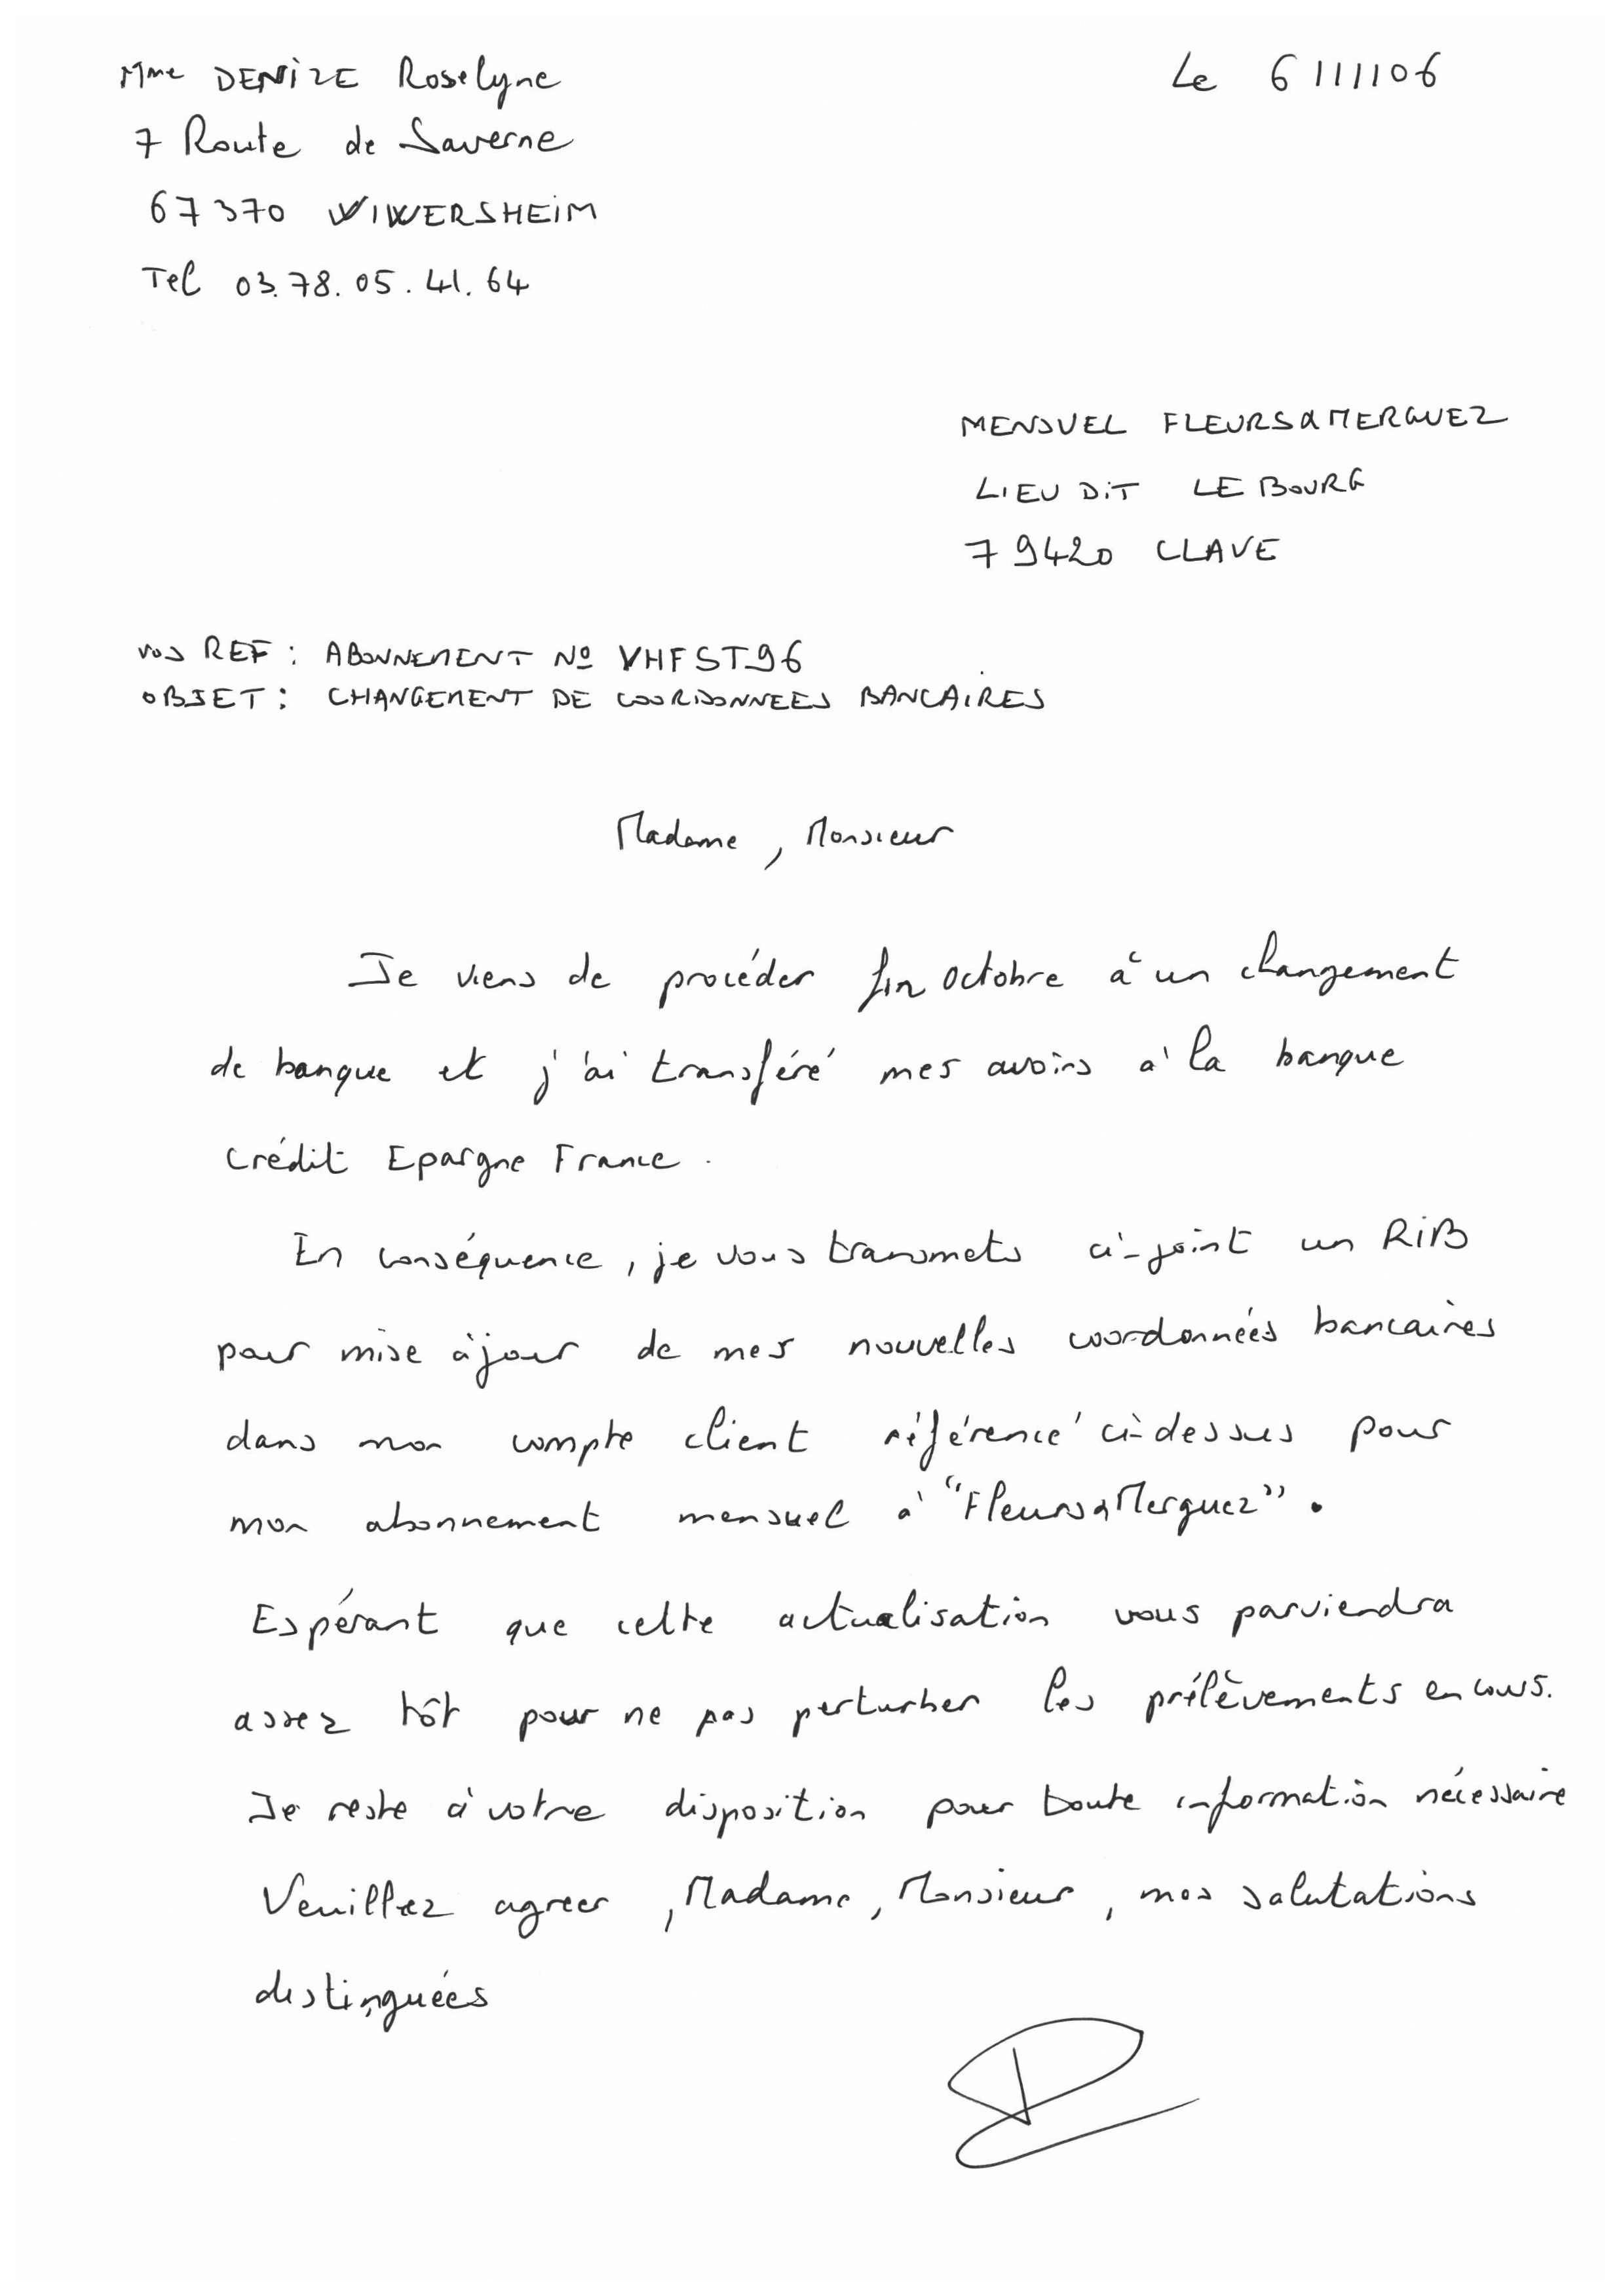 Mme DENIZE Roselyne
Le 6/11/06
7 Route de Saverne
67370 WIWERSHEIM
Tel 03.78.05.41.64
MENSUEL FLEURS&MERGUEZ
LIEU DIT LE BOURG
79420 CLAVE
VOS REF : ABONNEMENT No VHFST96
OBJET : CHANGEMENT DE COORDONNEES BANCAIRES
Madame, Monsieur
Je viens de procéder fin octobre à un changement
de banque et j'ai transféré mes avoirs à la banque
Crédit Epargne France.
En conséquence, je vous transmets ci-joint un RIB
pour mise à jour de mes nouvelles coordonnées bancaires
dans mon compte client référencé ci-dessus pour
mon abonnement mensuel à "Fleurs&Merguez".
Espérant que cette actualisation vous parviendra
assez tôt pour ne pas perturber les prélèvements en cours.
Je reste à votre disposition pour toute information nécessaire
Veuillez agreer, Madame, Monsieur, mes salutations
distinguées